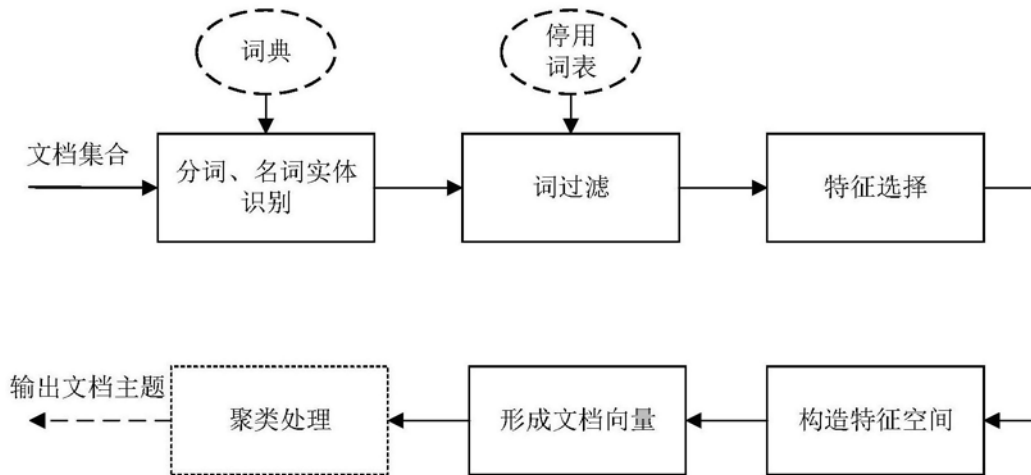 词典
停用
词表
文档集合
分词、名词实体
识别
词过滤
特征选择
输出文档主题
聚类处理
形成文档向量
构造特征空间